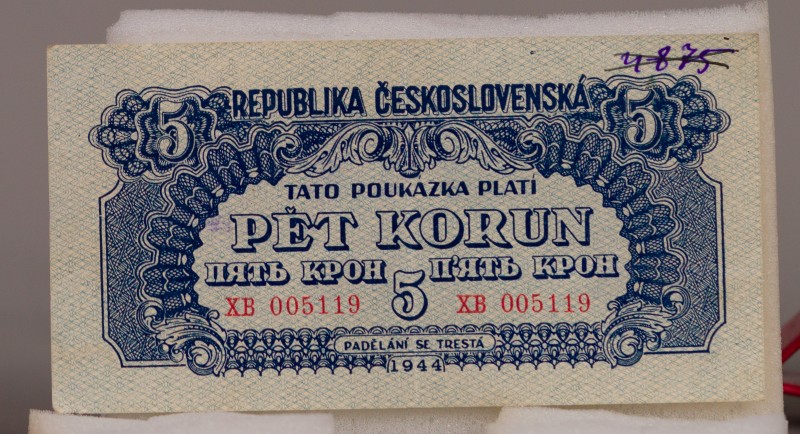 4875
5 REPUBLIKA ČESKOSLOVENSKÁ 5
TATO POUKAZKA PLATÍ
PĚT KORUN
ПЯТЬ КРОН 5 П'ЯТЬ КРОН
XB 005119 XB 005119
PADĚLÁNÍ SE TRESTÁ
1944